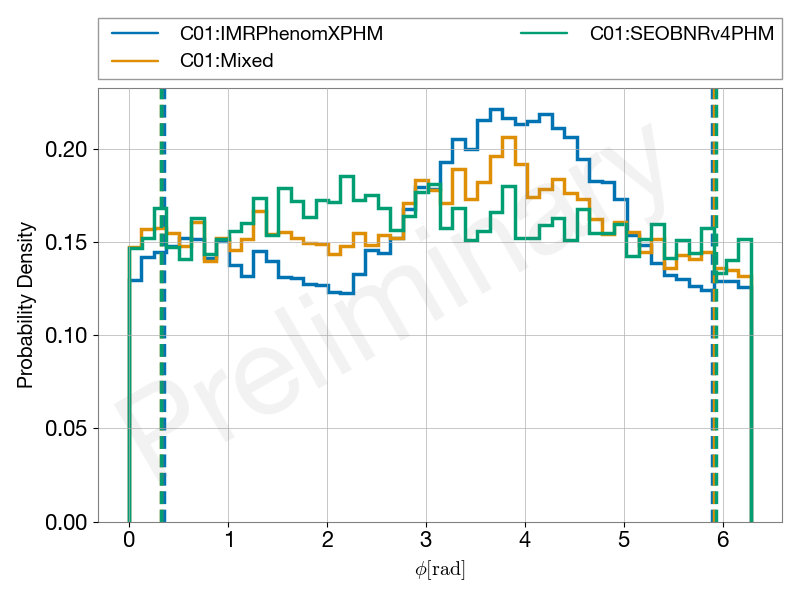 C01:IMRPhenomXPHM
C01:Mixed
C01:SEOBNRv4PHM
Preliminary
Probability Density
0.20
0.15
0.10
0.05
0.00
0 1 2 3 4 5 6
ϕ[rad]